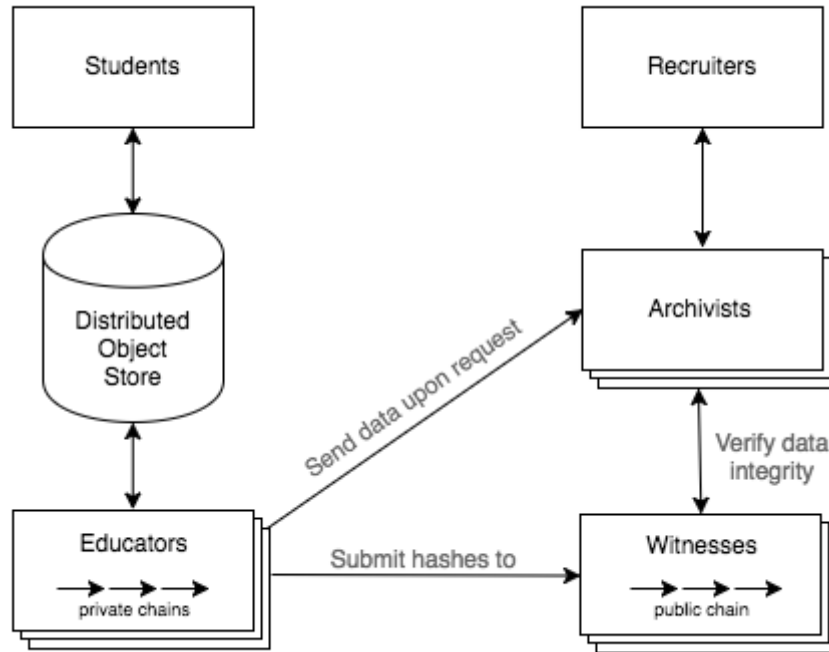 Students
Recruiters
Distributed
Object
Store
Archivists
Send data upon request
Verify data
integrity
Educators
private chains
Submit hashes to
Witnesses
public chain